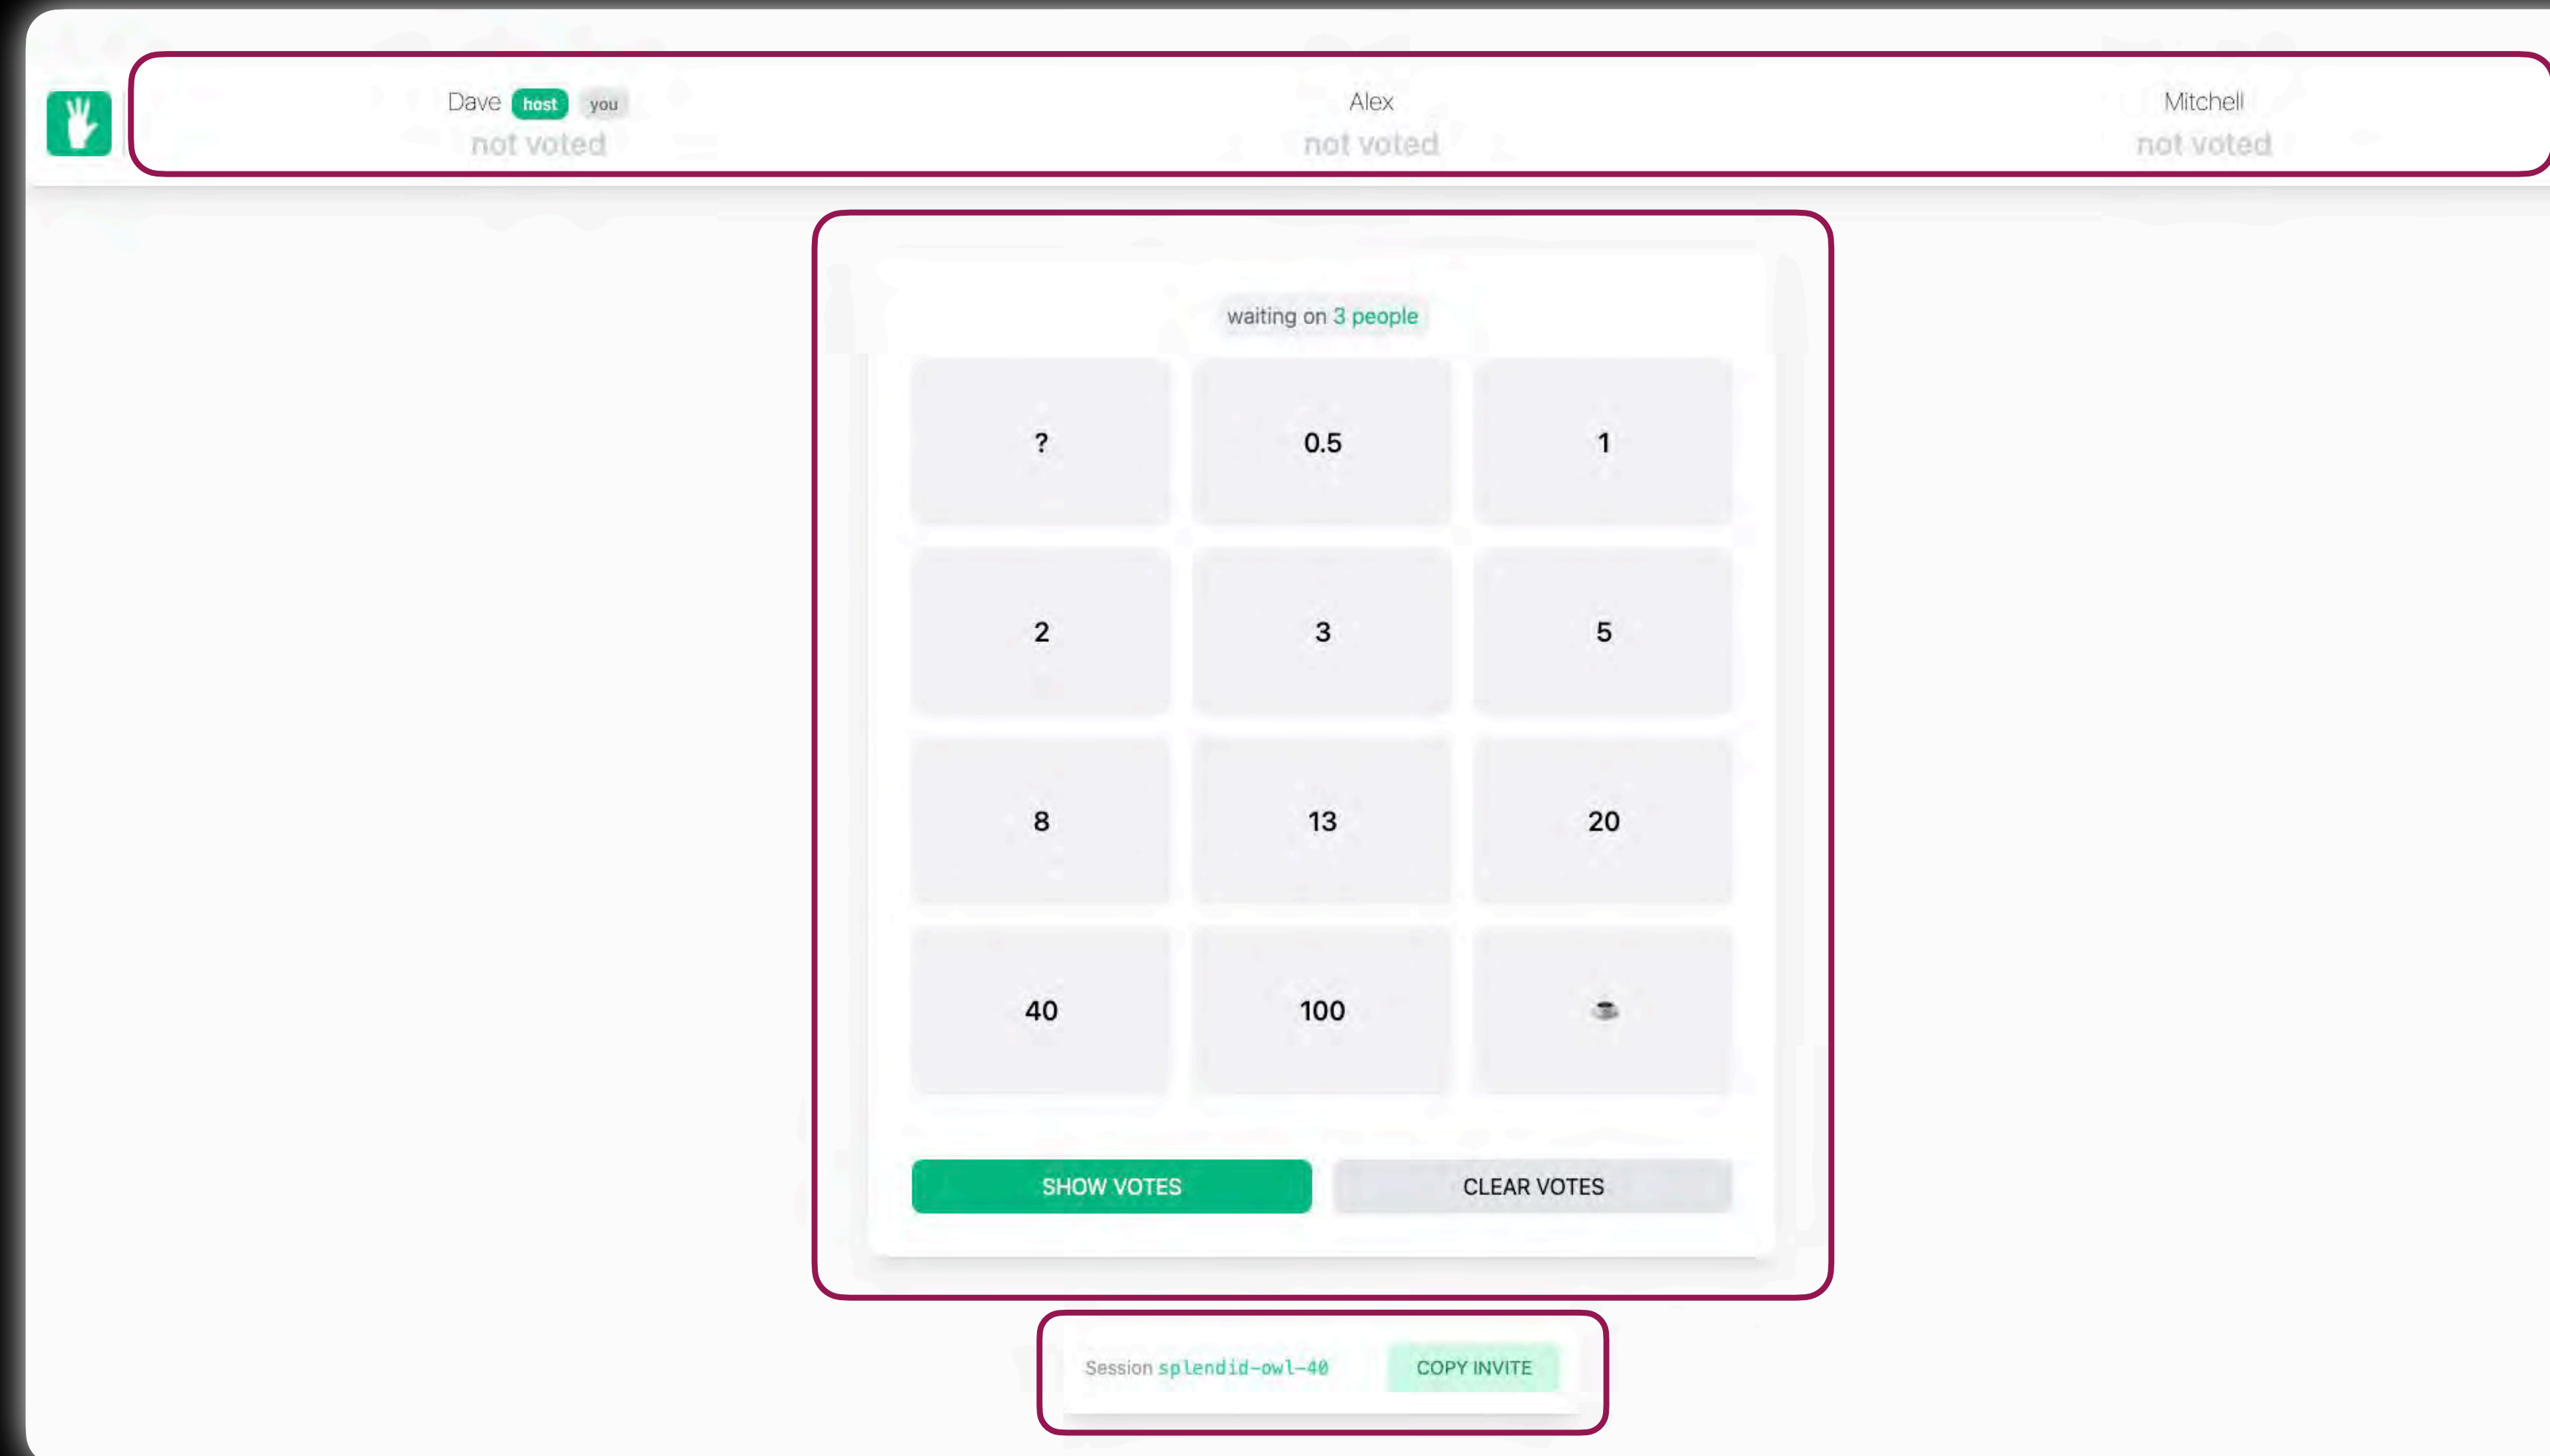 Dave host you
not voted
Alex
not voted
Mitchell
not voted
waiting on 3 people
? 0.5 1
2 3 5
8 13 20
40 100
SHOW VOTES CLEAR VOTES
Session splendid-owl-40 COPY INVITE